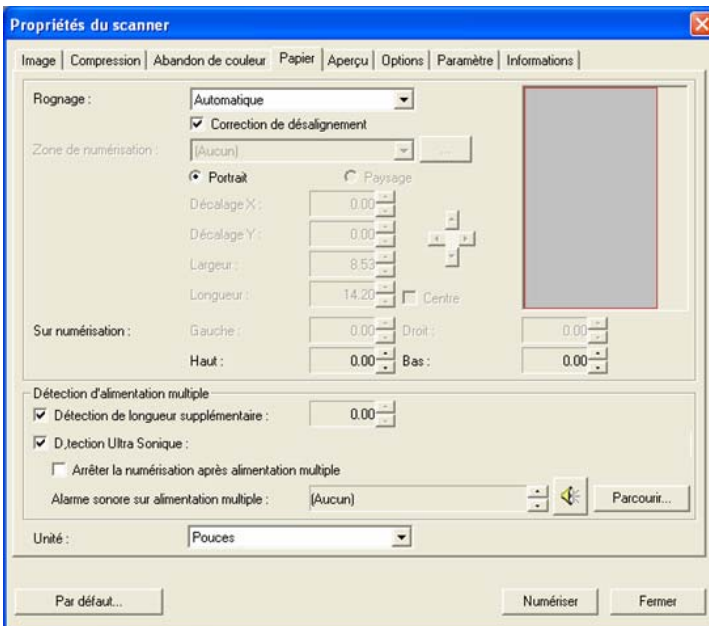 Propriétés du scanner
Image Compression Abandon de couleur Papier Aperçu Options Paramètre Informations
Rognage : Automatique
Correction de désalignement
Zone de numérisation : (Aucun) ...
Portrait Paysage
Décalage X : 0.00
Décalage Y : 0.00
Largeur : 8.53
Longueur : 14.20 Centre
Sur numérisation : Gauche : 0.00 Droit : 0.00
Haut : 0.00 Bas : 0.00
Détection d'alimentation multiple
Détection de longueur supplémentaire : 0.00
D,tection Ultra Sonique :
Arrêter la numérisation après alimentation multiple
Alarme sonore sur alimentation multiple : (Aucun) Parcourir...
Unité : Pouces
Par défaut... Numériser Fermer